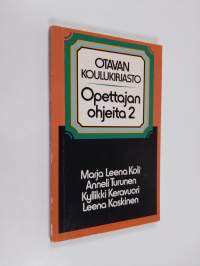 OTAVAN
KOULUKIRJASTO
Opettajan
ohjeita 2
Marja Leena Koli
Anneli Turunen
Kyllikki Keravuori
Leena Koskinen